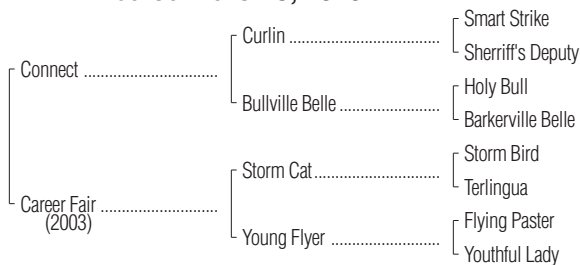 Smart Strike
Curlin
Sheriff's Deputy
Connect
Holy Bull
Bullville Belle
Barkerville Belle
Storm Bird
Storm Cat
Terlingua
Career Fair
(2003)
Flying Paster
Young Flyer
Youthful Lady